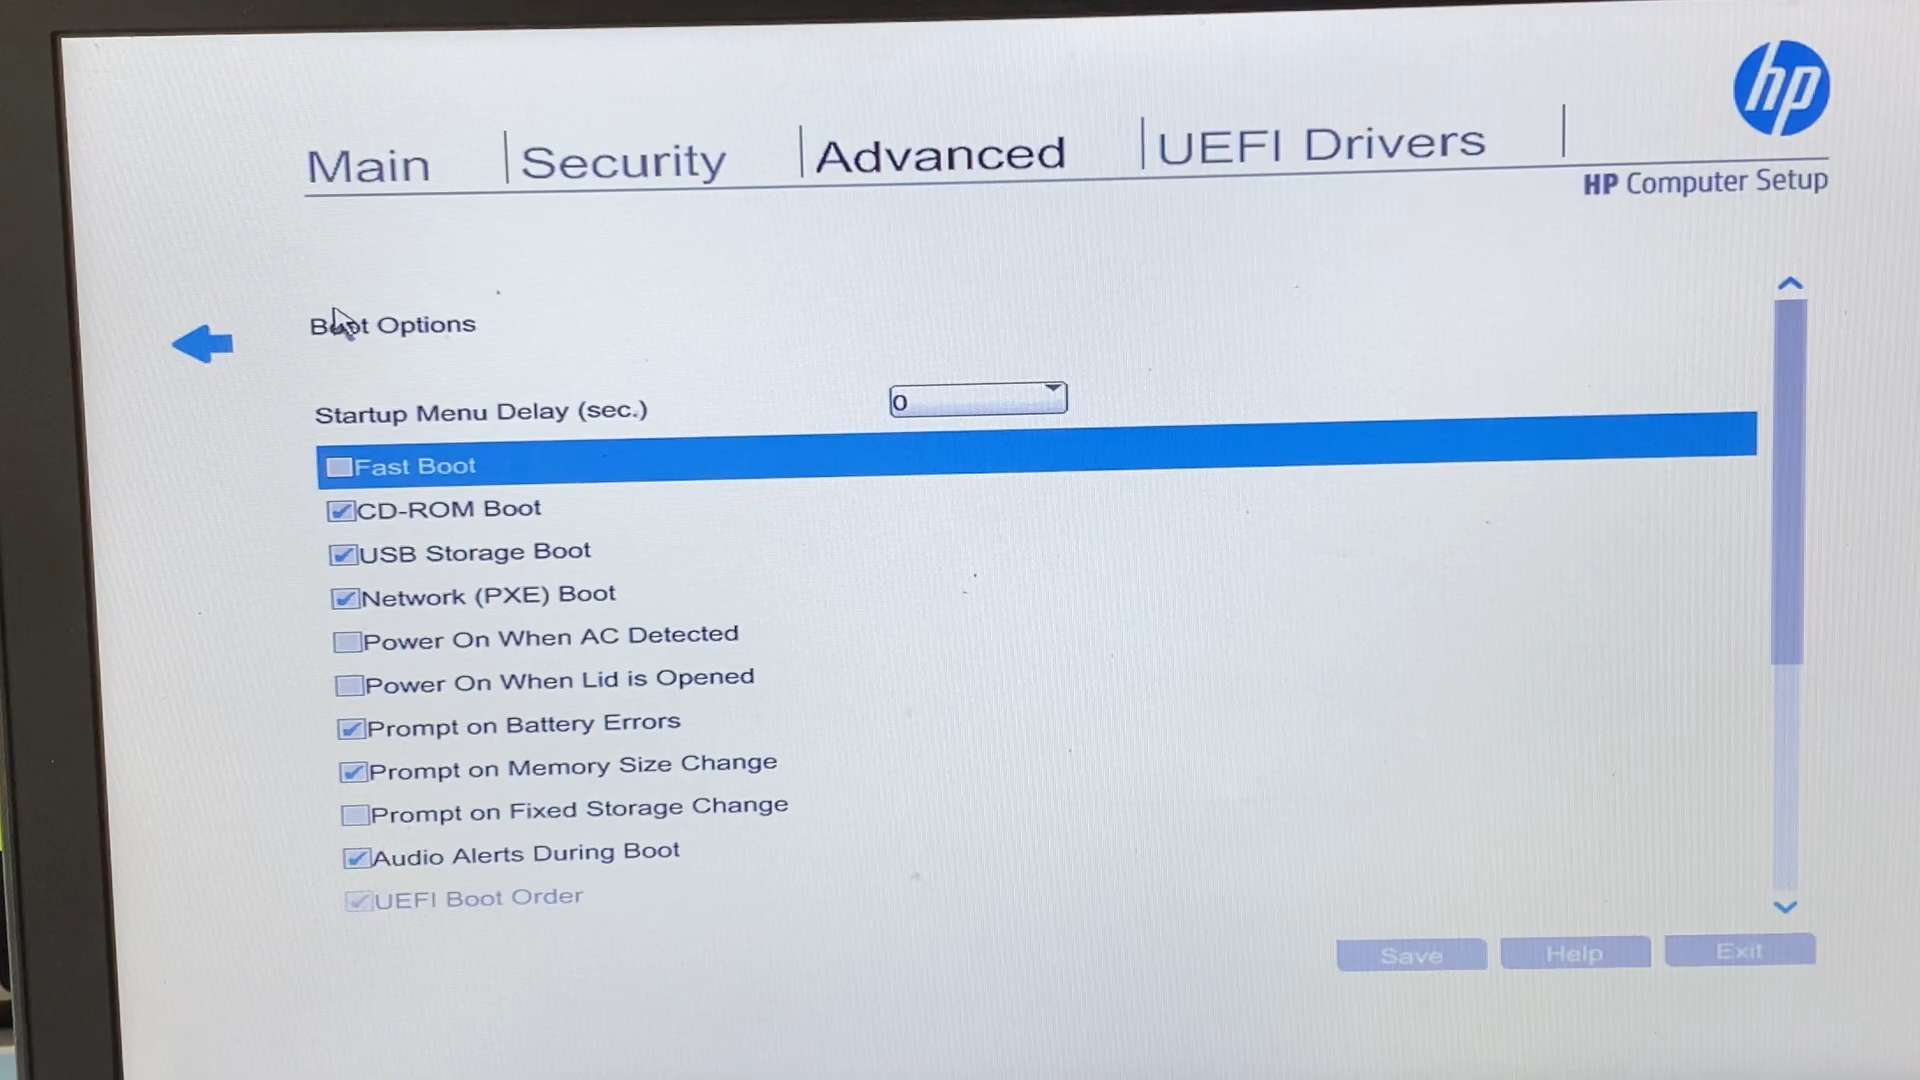 hp
Main Security Advanced UEFI Drivers
HP Computer Setup
Boot Options
Startup Menu Delay (sec.) 0
Fast Boot
CD-ROM Boot
USB Storage Boot
Network (PXE) Boot
Power On When AC Detected
Power On When Lid is Opened
Prompt on Battery Errors
Prompt on Memory Size Change
Prompt on Fixed Storage Change
Audio Alerts During Boot
UEFI Boot Order
Save Help Exit